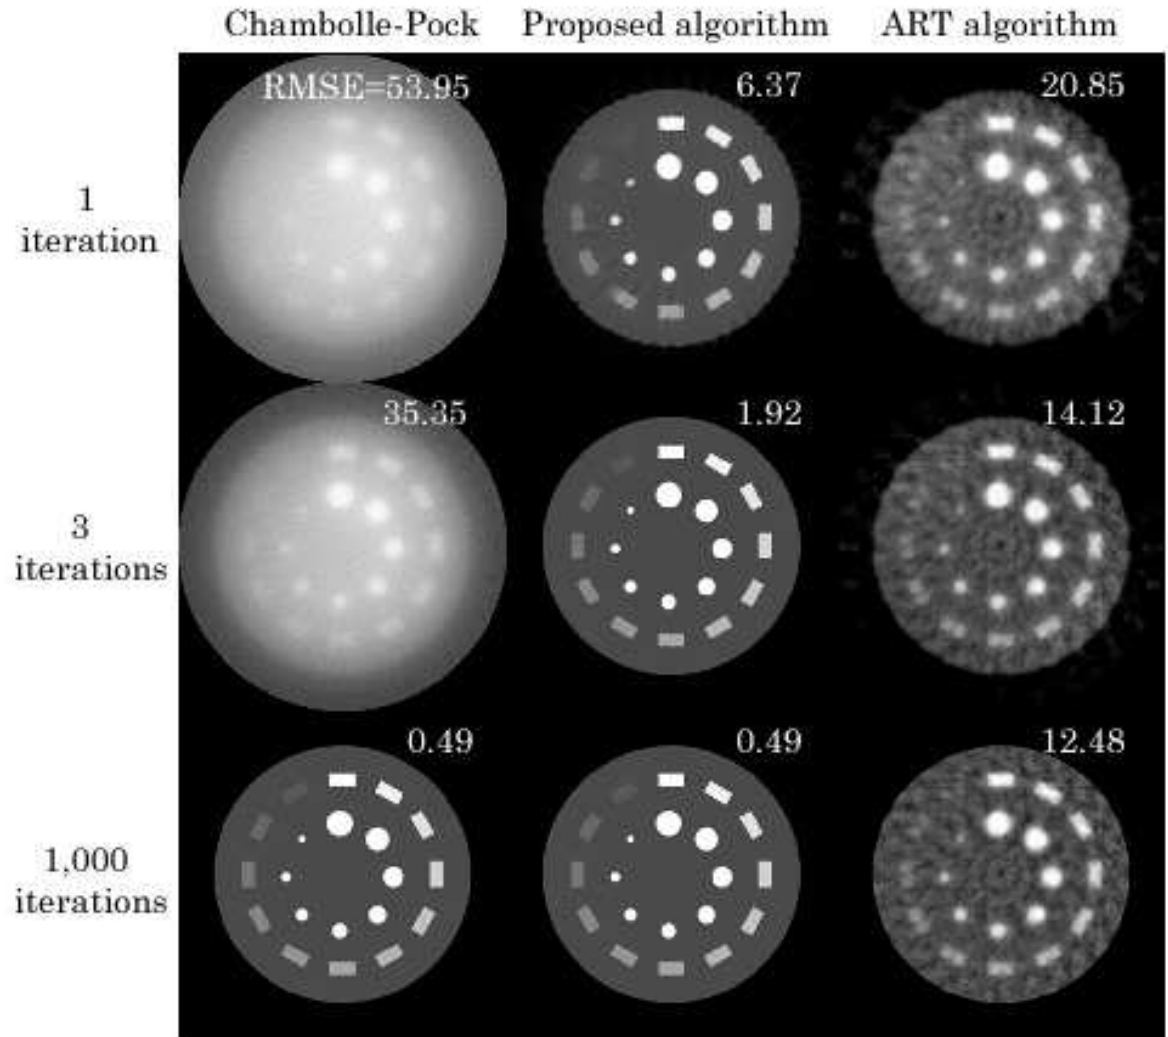 Chambolle-Pock Proposed algorithm ART algorithm
RMSE=53.95 6.37 20.85
1
iteration
35.35 1.92 14.12
3
iterations
0.49 0.49 12.48
1,000
iterations